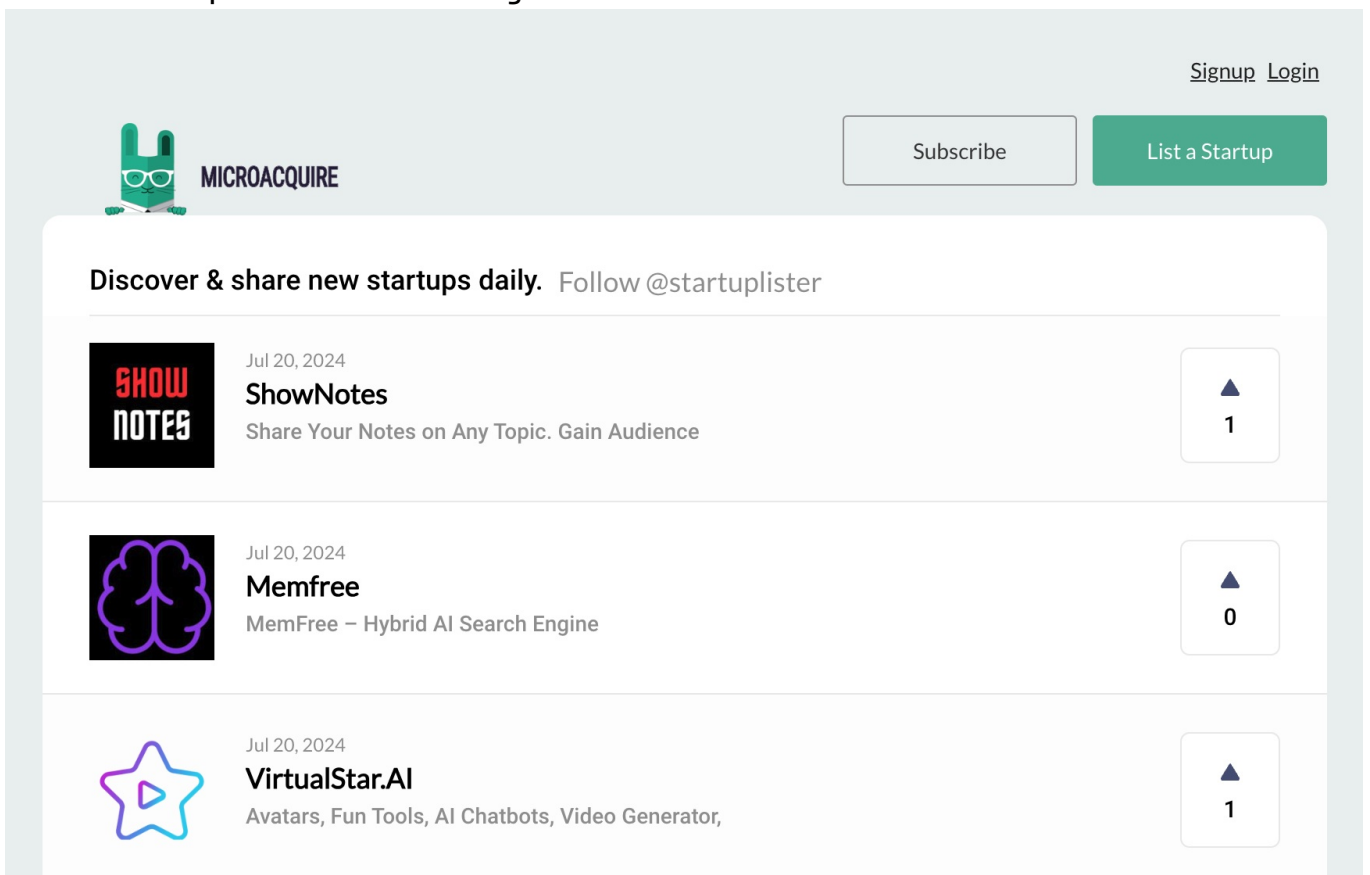 Signup Login
MICROACQUIRE
Subscribe
List a Startup
Discover & share new startups daily. Follow @startuplister
SHOW
NOTES
Jul 20, 2024
ShowNotes
Share Your Notes on Any Topic. Gain Audience
1
Jul 20, 2024
Memfree
MemFree – Hybrid AI Search Engine
0
Jul 20, 2024
VirtualStar.AI
Avatars, Fun Tools, AI Chatbots, Video Generator,
1